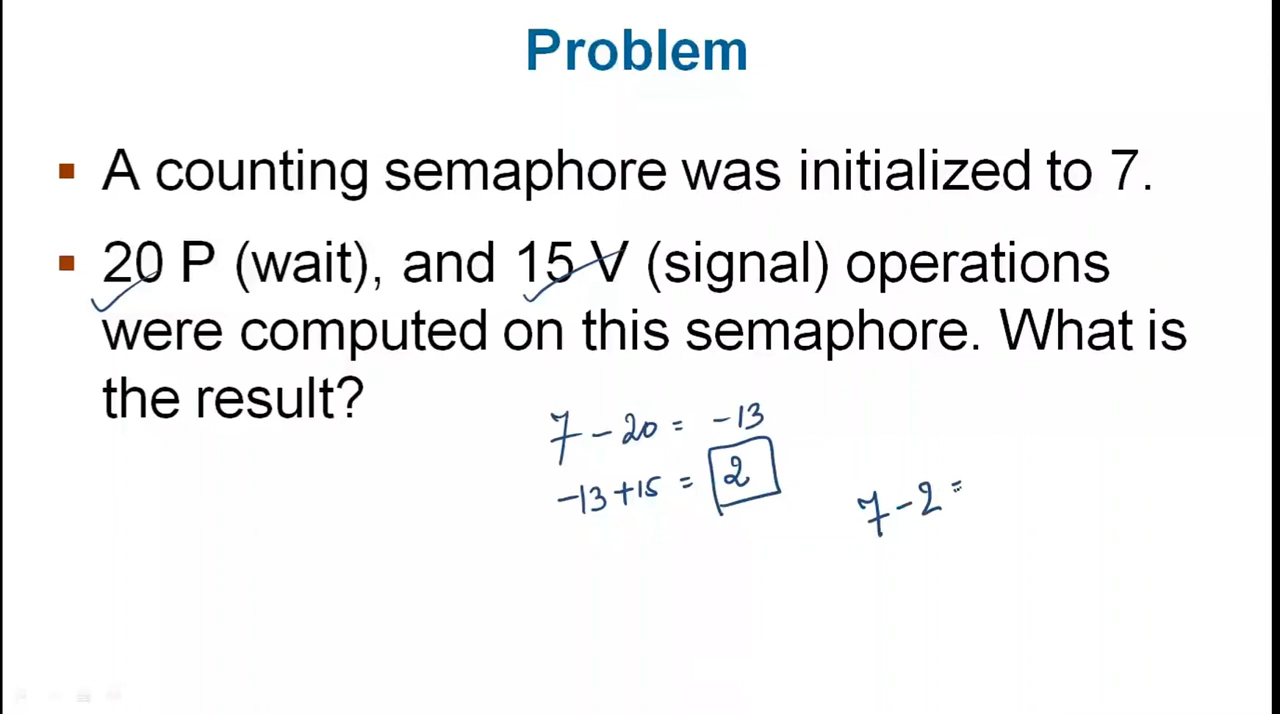 Problem
▪ A counting semaphore was initialized to 7.
▪ 20 P (wait), and 15 V (signal) operations
were computed on this semaphore. What is
the result?
7 - 20 = -13
-13 + 15 = 2
7 - 2 =